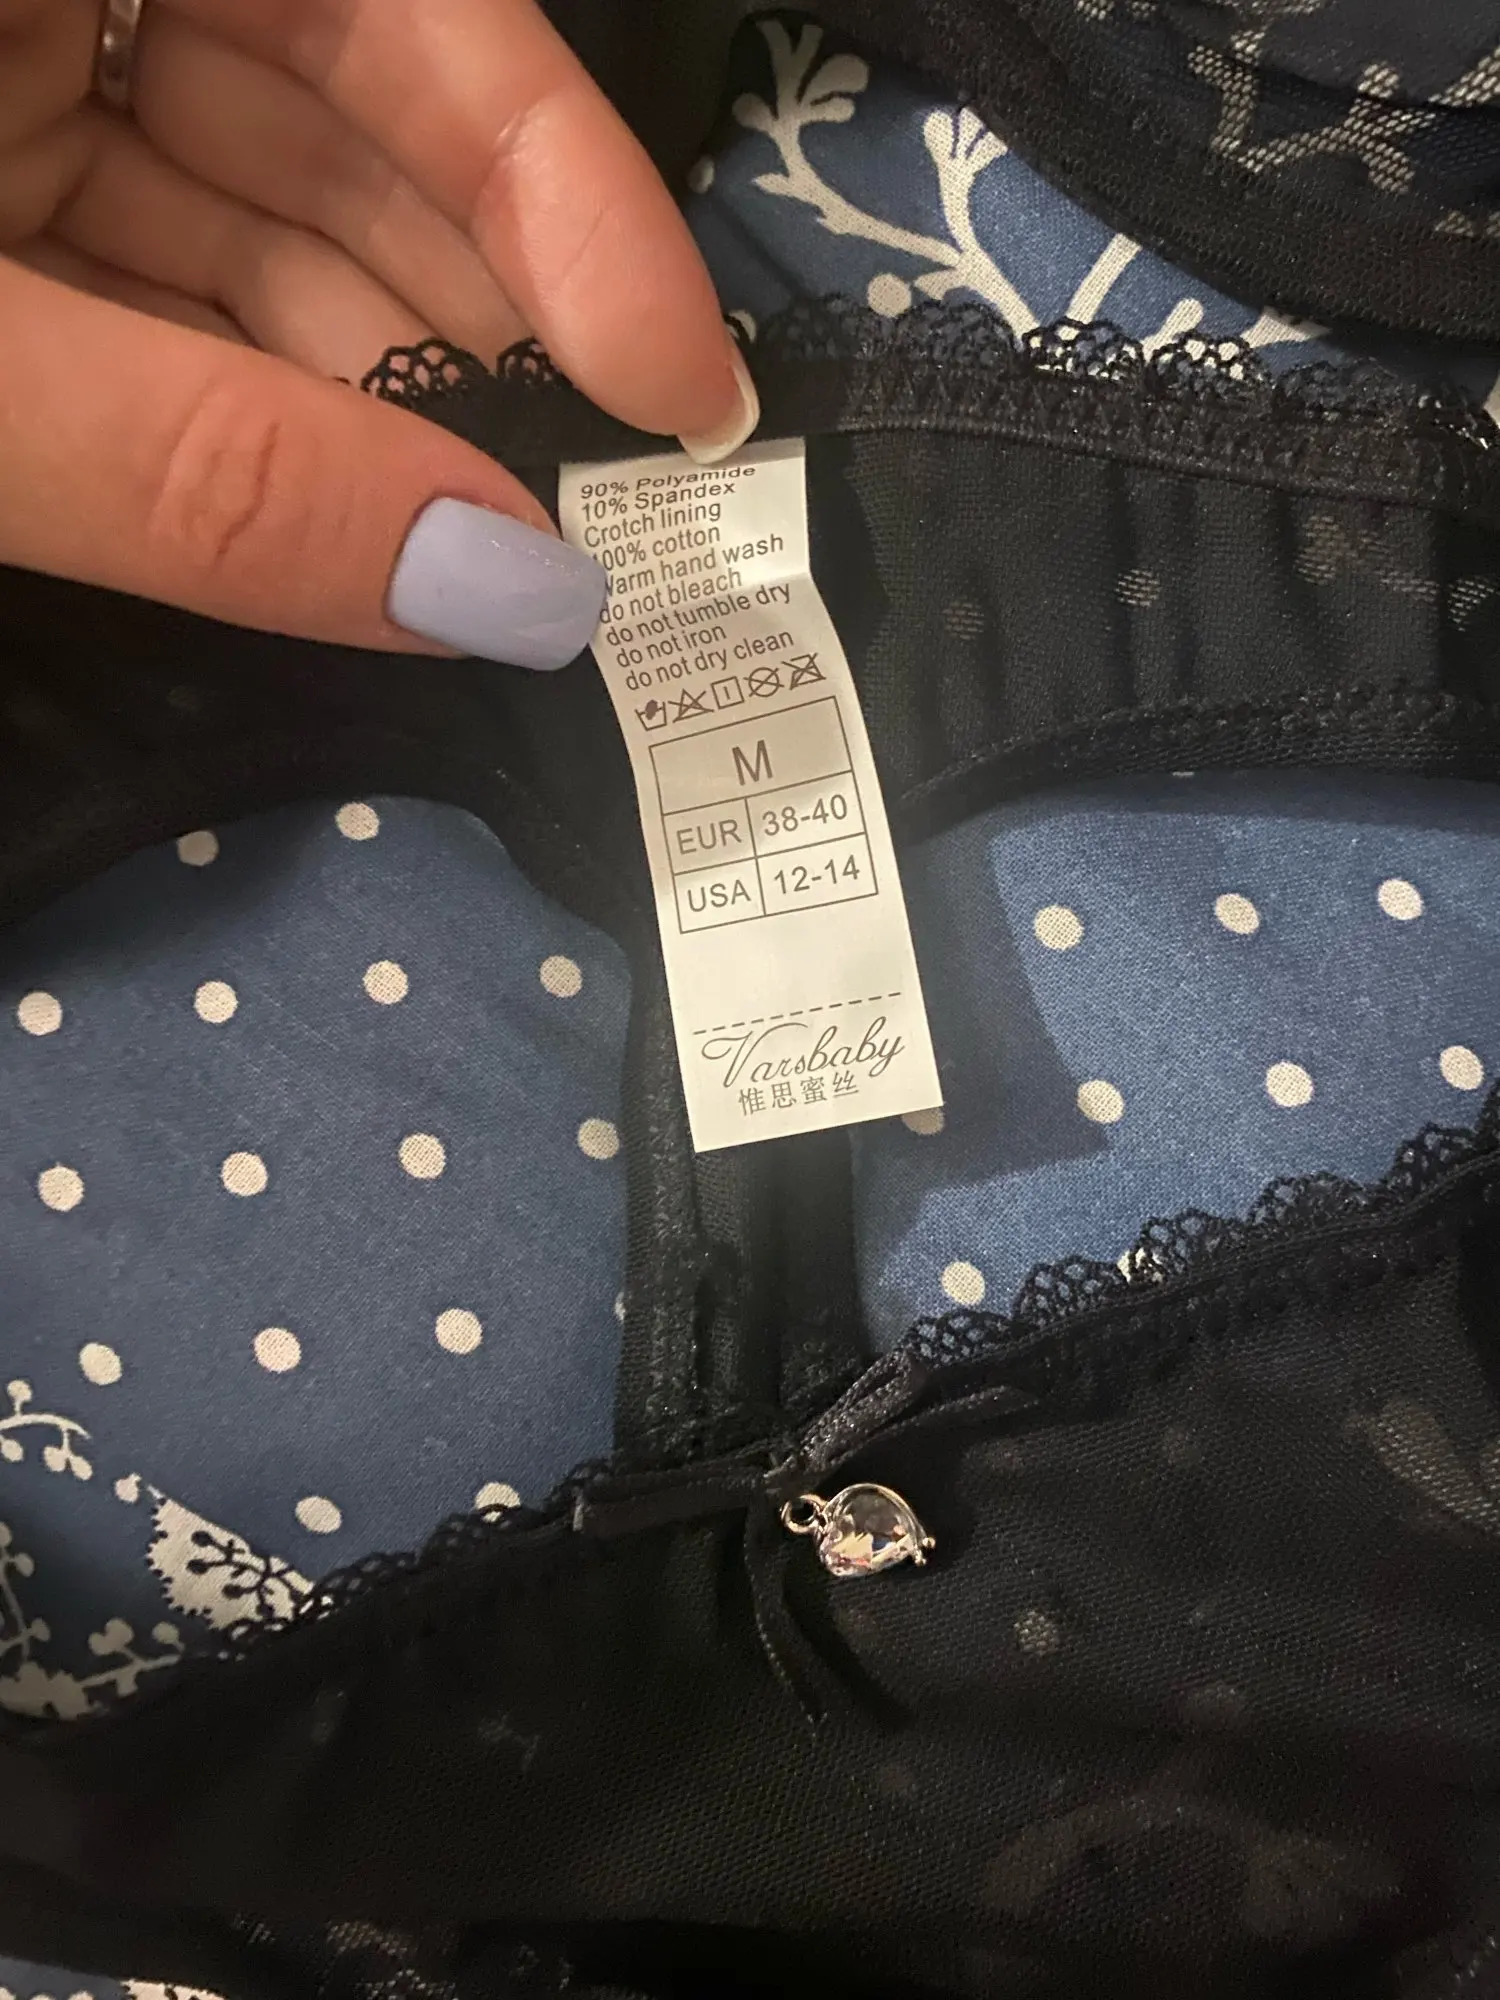 90% Polyamide
10% Spandex
Crotch lining
100% cotton
Warm hand wash
do not bleach
do not tumble dry
do not iron
do not dry clean
M
EUR 38-40
USA 12-14
Varsbaby
惟思蜜丝